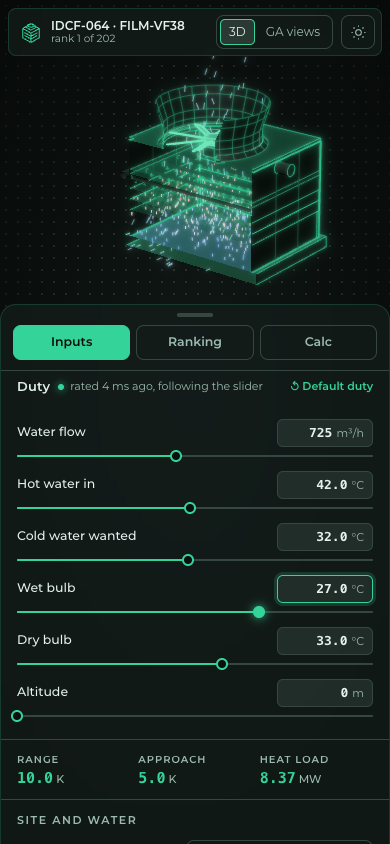 IDCF-064 · FILM-VF38
rank 1 of 202
3D
GA views
Inputs
Ranking
Calc
Duty
rated 4 ms ago, following the slider
Default duty
Water flow
725 m³/h
Hot water in
42.0 °C
Cold water wanted
32.0 °C
Wet bulb
27.0 °C
Dry bulb
33.0 °C
Altitude
0 m
RANGE
APPROACH
HEAT LOAD
10.0 K
5.0 K
8.37 MW
SITE AND WATER